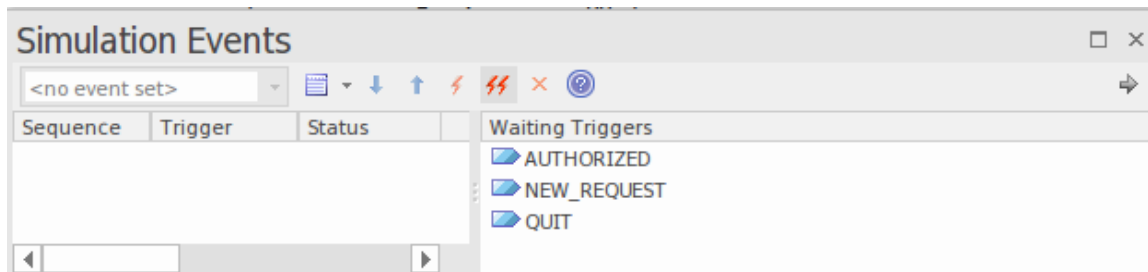 Simulation Events
<no event set>
Sequence Trigger Status
Waiting Triggers
AUTHORIZED
NEW_REQUEST
QUIT